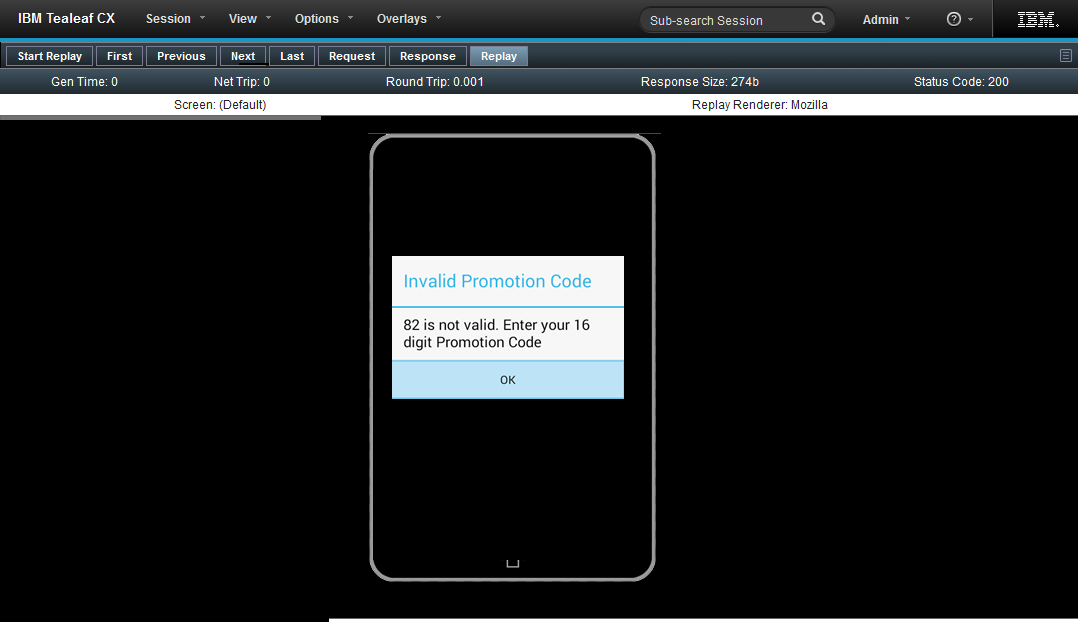 IBM Tealeaf CX Session View Options Overlays Sub-search Session Admin ? IBM.
Start Replay First Previous Next Last Request Response Replay
Gen Time: 0 Net Trip: 0 Round Trip: 0.001 Response Size: 274b Status Code: 200
Screen: (Default) Replay Renderer: Mozilla
Invalid Promotion Code
82 is not valid. Enter your 16
digit Promotion Code
OK